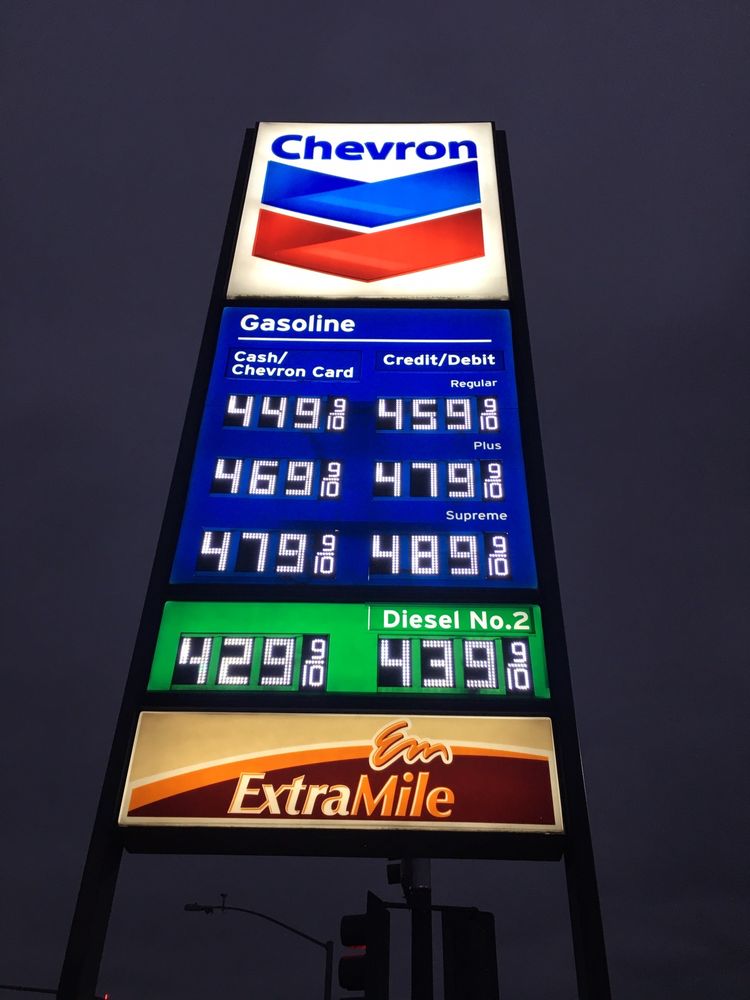 Chevron
Gasoline
Cash/ Credit/Debit
Chevron Card
Regular
449 9/10 459 9/10
Plus
469 9/10 479 9/10
Supreme
479 9/10 489 9/10
Diesel No.2
429 9/10 439 9/10
Em
ExtraMile